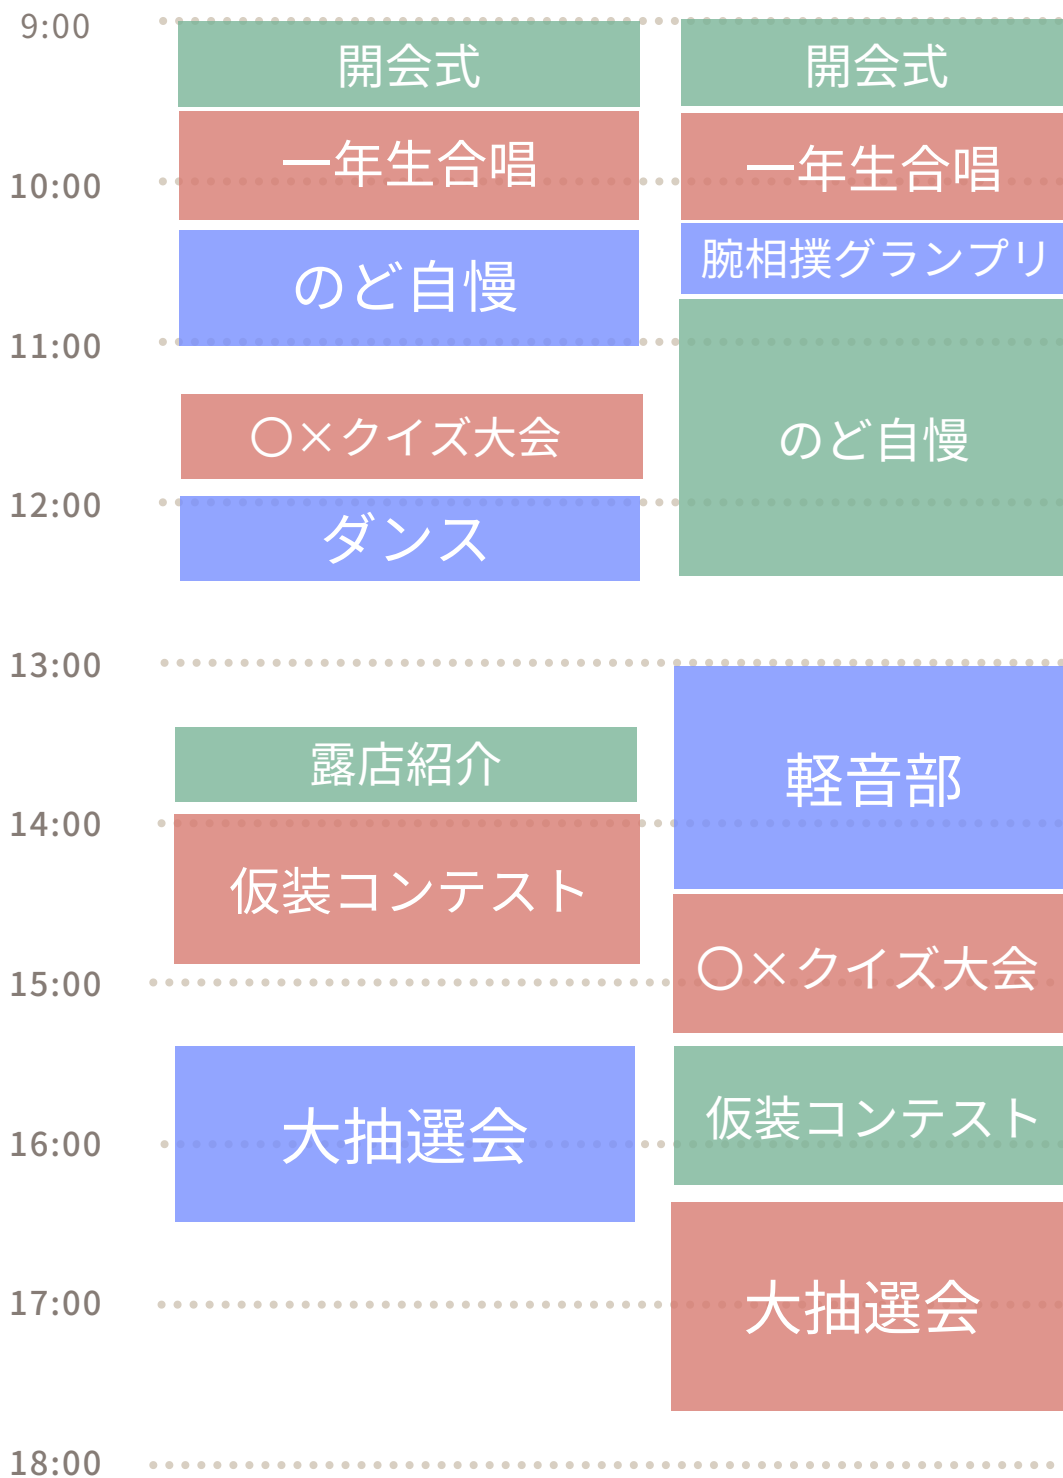 9:00
開会式
開会式
一年生合唱
一年生合唱
10:00
腕相撲グランプリ
のど自慢
11:00
〇×クイズ大会
のど自慢
12:00
ダンス
13:00
露店紹介
軽音部
14:00
仮装コンテスト
〇×クイズ大会
15:00
仮装コンテスト
大抽選会
16:00
17:00
大抽選会
18:00